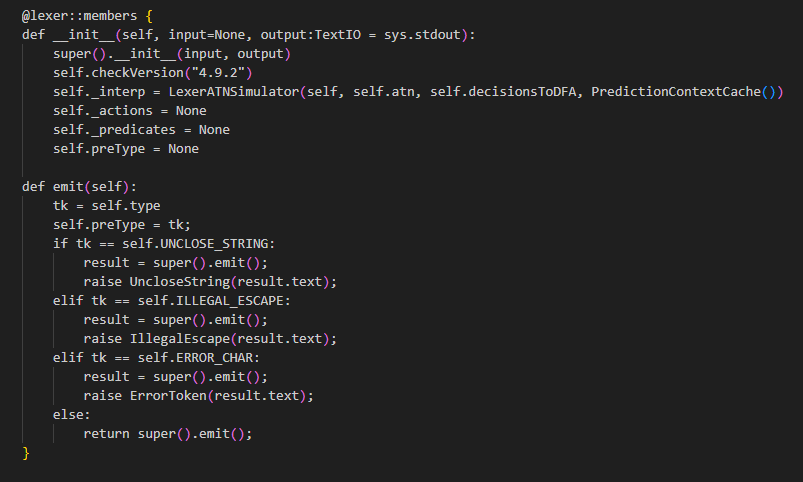 @lexer::members {
def __init__(self, input=None, output:TextIO = sys.stdout):
    super().__init__(input, output)
    self.checkVersion("4.9.2")
    self._interp = LexerATNSimulator(self, self.atn, self.decisionsToDFA, PredictionContextCache())
    self._actions = None
    self._predicates = None
    self.preType = None

def emit(self):
    tk = self.type
    self.preType = tk;
    if tk == self.UNCLOSE_STRING:
        result = super().emit();
        raise UncloseString(result.text);
    elif tk == self.ILLEGAL_ESCAPE:
        result = super().emit();
        raise IllegalEscape(result.text);
    elif tk == self.ERROR_CHAR:
        result = super().emit();
        raise ErrorToken(result.text);
    else:
        return super().emit();
}